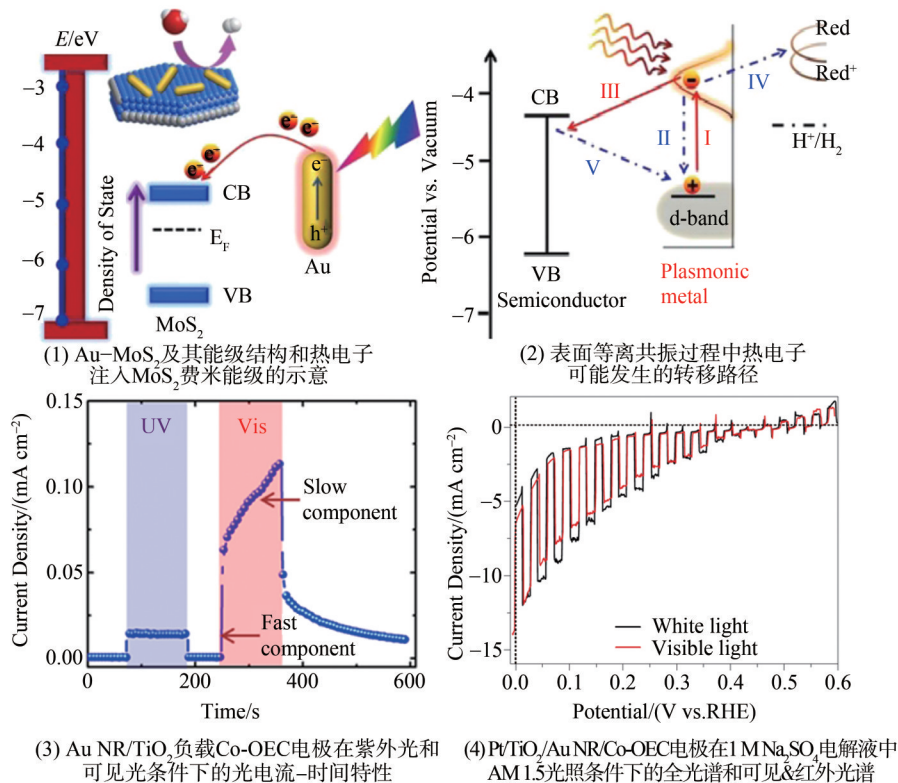 E/eV
−3
−4
−5
−6
−7
Density of State
e⁻ e⁻
e⁻
e⁻
CB
E_F
VB
MoS₂
e⁻
h⁺
Au
(1) Au−MoS₂及其能级结构和热电子
注入MoS₂费米能级的示意
Potential vs. Vacuum
−4
−5
−6
−7
CB
VB
Semiconductor
III
V
II
I
IV
−
+
d-band
Plasmonic
metal
Red
Red⁺
H⁺/H₂
(2) 表面等离共振过程中热电子
可能发生的转移路径
Current Density/(mA cm⁻²)
0.15
0.10
0.05
0.00
UV
Vis
Slow
component
Fast
component
0
200
400
600
Time/s
(3) Au NR/TiO₂负载Co-OEC电极在紫外光和
可见光条件下的光电流-时间特性
Current Density/(mA cm⁻²)
0
−5
−10
−15
White light
Visible light
0.0
0.1
0.2
0.3
0.4
0.5
0.6
Potential/(V vs.RHE)
(4) Pt/TiO₂/Au NR/Co-OEC电极在1 M Na₂SO₄电解液中
AM 1.5光照条件下的全光谱和可见&红外光谱